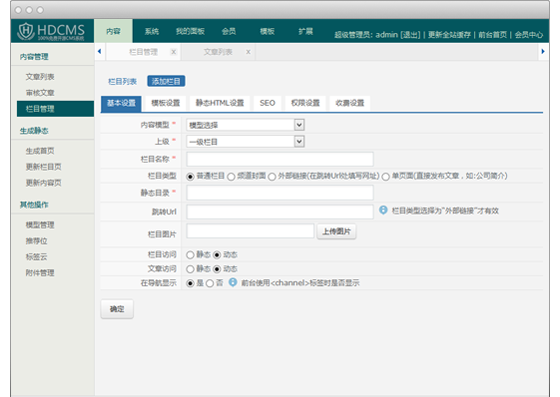 HDCMS
100%免费开源CMS系统
内容 系统 我的面板 会员 模板 扩展
超级管理员: admin [退出] | 更新全站缓存 | 前台首页 | 会员中心
内容管理
文章列表
审核文章
栏目管理
生成静态
生成首页
更新栏目页
更新内容页
其他操作
模型管理
推荐位
标签云
附件管理
栏目管理 x 文章列表 x
栏目列表 添加栏目
基本设置 模板设置 静态HTML设置 SEO 权限设置 收费设置
内容模型 * 模型选择
上级 * 一级栏目
栏目名称 *
栏目类型 普通栏目 频道封面 外部链接(在跳转Url处填写网址) 单页面(直接发布文章，如:公司简介)
静态目录 *
跳转Url 栏目类型选择为"外部链接"才有效
栏目图片 上传图片
栏目访问 静态 动态
文章访问 静态 动态
在导航显示 是 否 前台使用<channel>标签时是否显示
确定